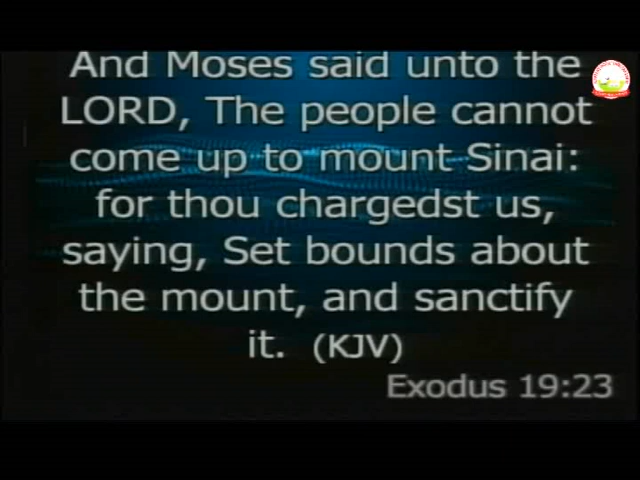 And Moses said unto the
LORD, The people cannot
come up to mount Sinai:
for thou chargedst us,
saying, Set bounds about
the mount, and sanctify
it. (KJV)
Exodus 19:23